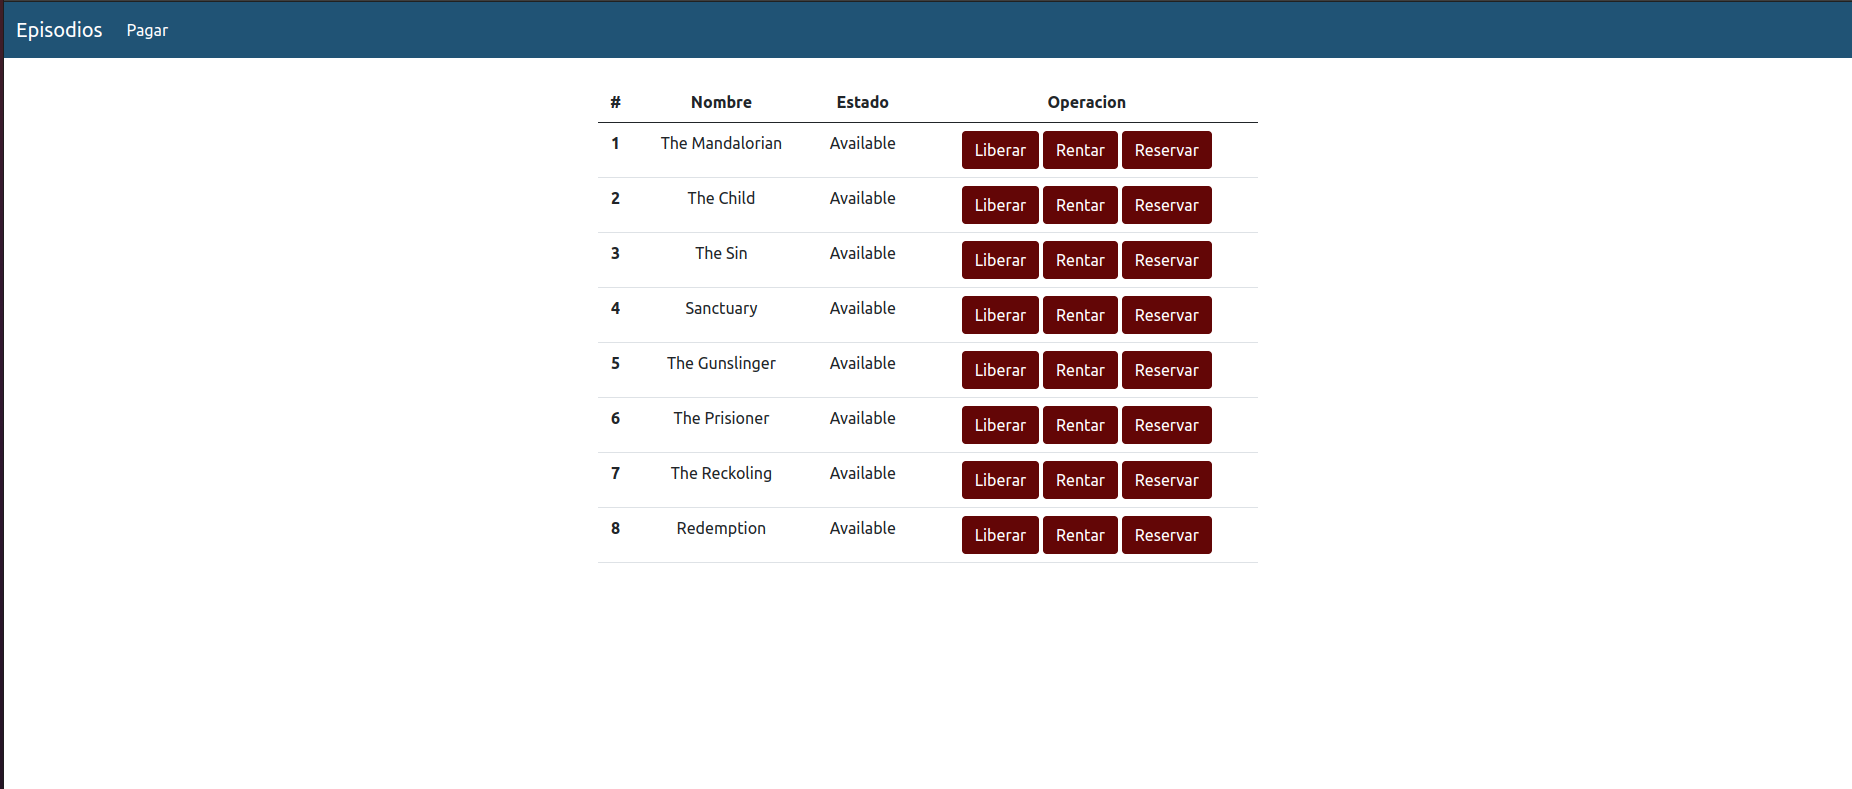 Episodios Pagar
# Nombre Estado Operacion
1 The Mandalorian Available Liberar Rentar Reservar
2 The Child Available Liberar Rentar Reservar
3 The Sin Available Liberar Rentar Reservar
4 Sanctuary Available Liberar Rentar Reservar
5 The Gunslinger Available Liberar Rentar Reservar
6 The Prisioner Available Liberar Rentar Reservar
7 The Reckoling Available Liberar Rentar Reservar
8 Redemption Available Liberar Rentar Reservar